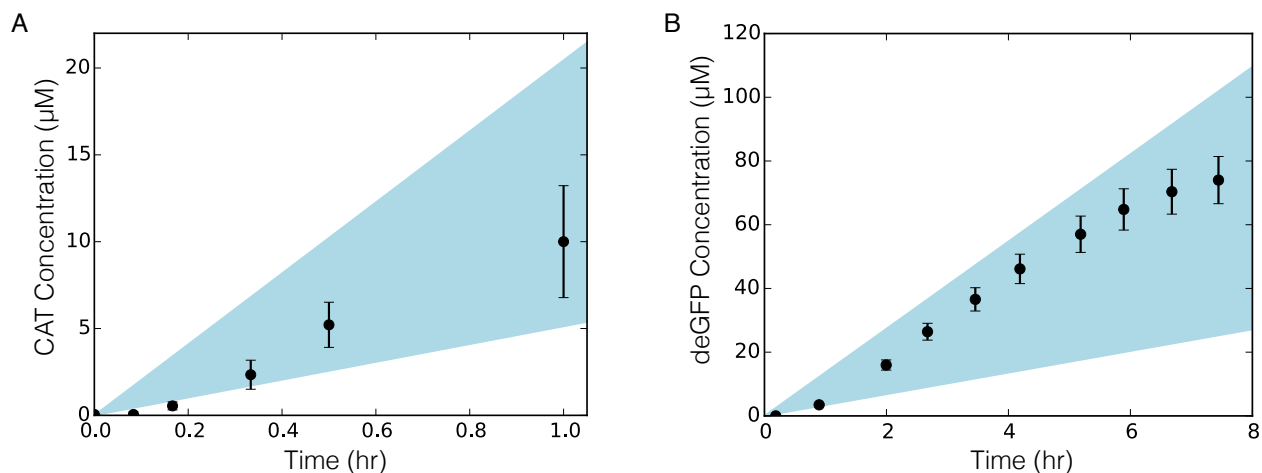 A
CAT Concentration (μM)
20
15
10
5
0
0.0 0.2 0.4 0.6 0.8 1.0
Time (hr)
B
deGFP Concentration (μM)
120
100
80
60
40
20
0
0 2 4 6 8
Time (hr)